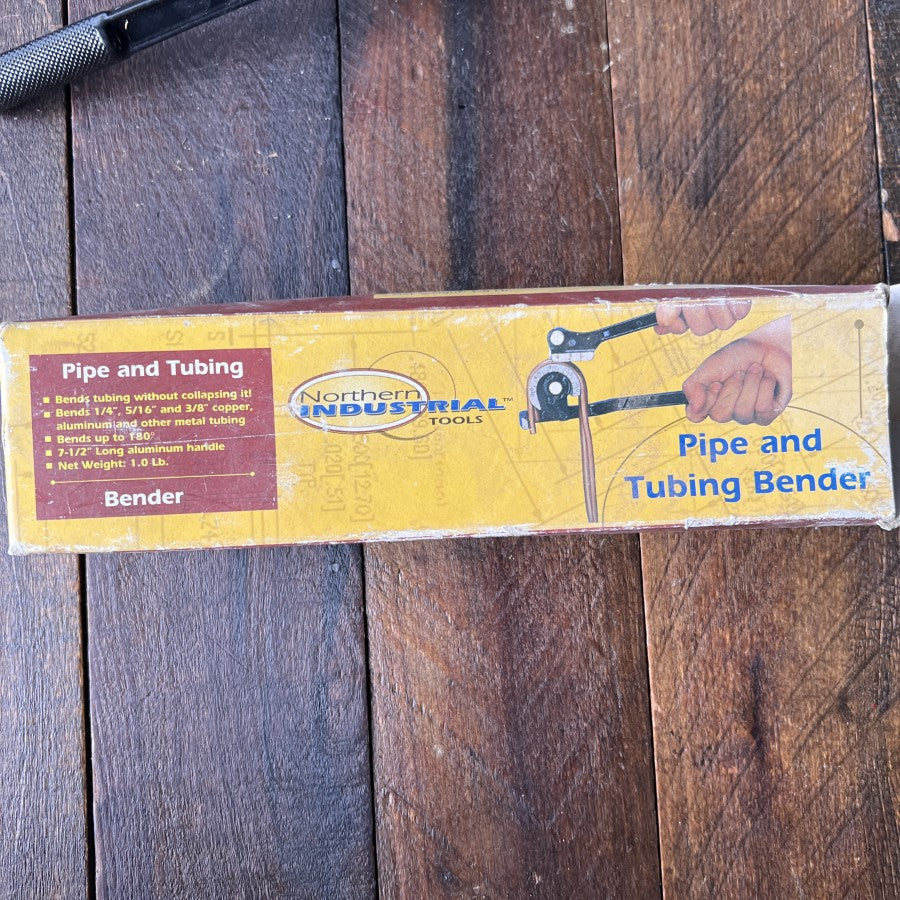 Pipe and Tubing
■ Bends tubing without collapsing it!
■ Bends 1/4", 5/16" and 3/8" copper,
aluminum and other metal tubing
■ Bends up to 180°
■ 7-1/2" Long aluminum handle
■ Net Weight: 1.0 Lb.
Bender
Northern
INDUSTRIAL™
TOOLS
Pipe and
Tubing Bender